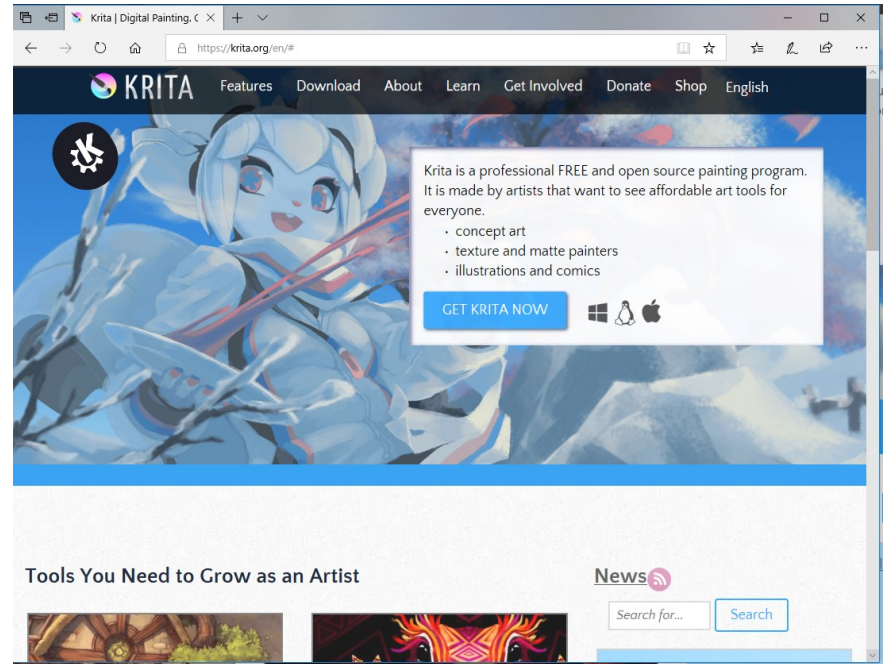 Krita | Digital Painting. C
https://krita.org/en/#
KRITA
Features
Download
About
Learn
Get Involved
Donate
Shop
English
Krita is a professional FREE and open source painting program.
It is made by artists that want to see affordable art tools for
everyone.
· concept art
· texture and matte painters
· illustrations and comics
GET KRITA NOW
Tools You Need to Grow as an Artist
News
Search for...
Search